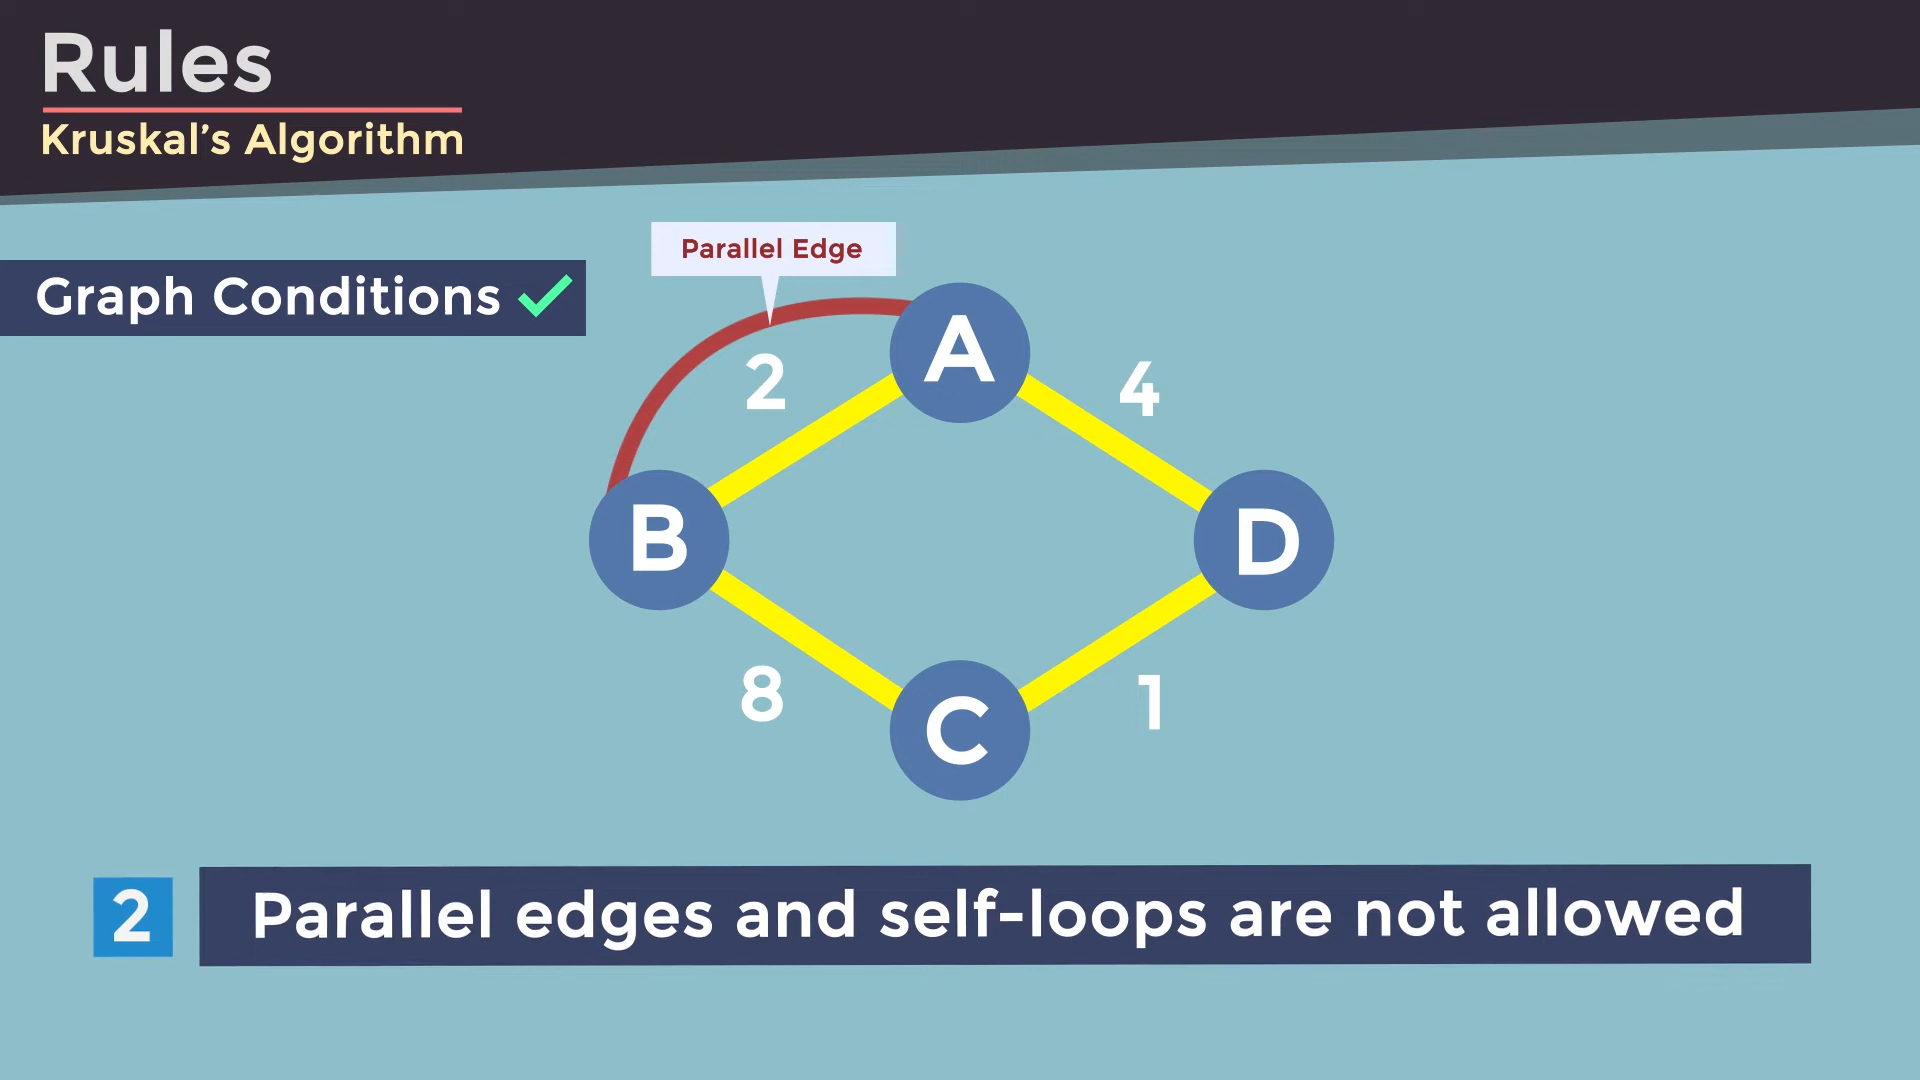 Rules
Kruskal’s Algorithm
Parallel Edge
Graph Conditions
A
2
4
B
D
8
1
C
2
Parallel edges and self-loops are not allowed